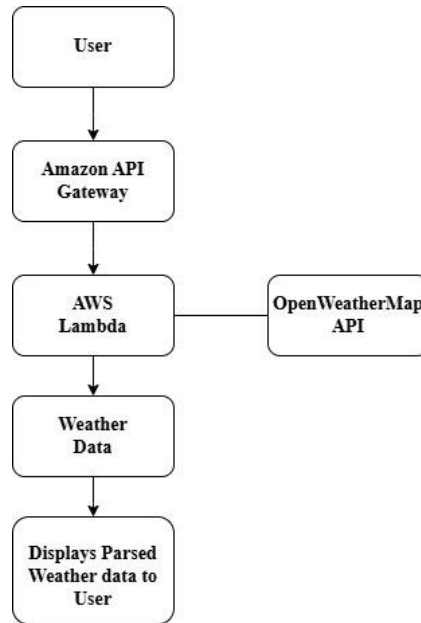 User
Amazon API
Gateway
AWS
Lambda
OpenWeatherMap
API
Weather
Data
Displays Parsed
Weather data to
User